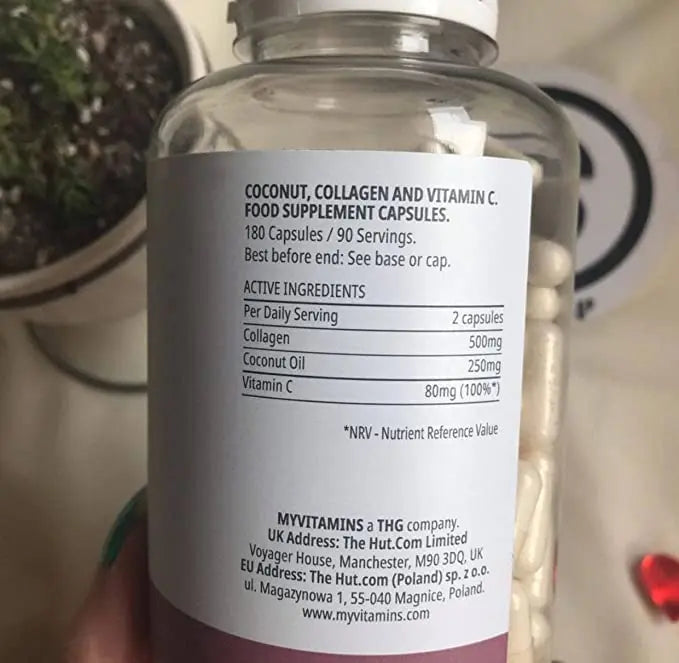 COCONUT, COLLAGEN AND VITAMIN C.
FOOD SUPPLEMENT CAPSULES.
180 Capsules / 90 Servings.
Best before end: See base or cap.
ACTIVE INGREDIENTS
Per Daily Serving 2 capsules
Collagen 500mg
Coconut Oil 250mg
Vitamin C 80mg (100%*)
*NRV - Nutrient Reference Value
MYVITAMINS a THG company.
UK Address: The Hut.Com Limited
Voyager House, Manchester, M90 3DQ, UK
EU Address: The Hut.com (Poland) sp. z o.o.
ul. Magazynowa 1, 55-040 Magnice, Poland.
www.myvitamins.com